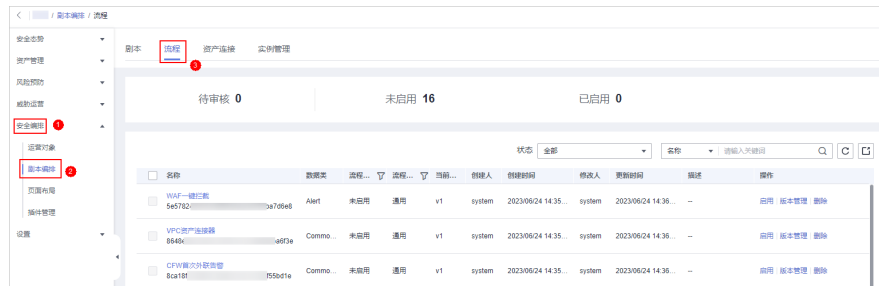 / 剧本编排 / 流程
安全态势
资产管理
风险预防
威胁运营
安全编排 1
运营对象
剧本编排 2
页面布局
插件管理
设置
剧本 流程 资产连接 实例管理
3
待审核 0 未启用 16 已启用 0
状态 全部 名称 请输入关键词
名称 数据类 流程... 流程... 当前... 创建人 创建时间 修改人 更新时间 描述 操作
WAF一键拦截
5e5782 ba7d6e8 Alert 未启用 通用 v1 system 2023/06/24 14:35... system 2023/06/24 14:36... -- 启用 版本管理 删除
VPC资产连接器
8648c a6f3e Commo... 未启用 通用 v1 system 2023/06/24 14:35... system 2023/06/24 14:36... -- 启用 版本管理 删除
CFW首次外联告警
8ca18f f55bd1e Commo... 未启用 通用 v1 system 2023/06/24 14:35... system 2023/06/24 14:36... -- 启用 版本管理 删除